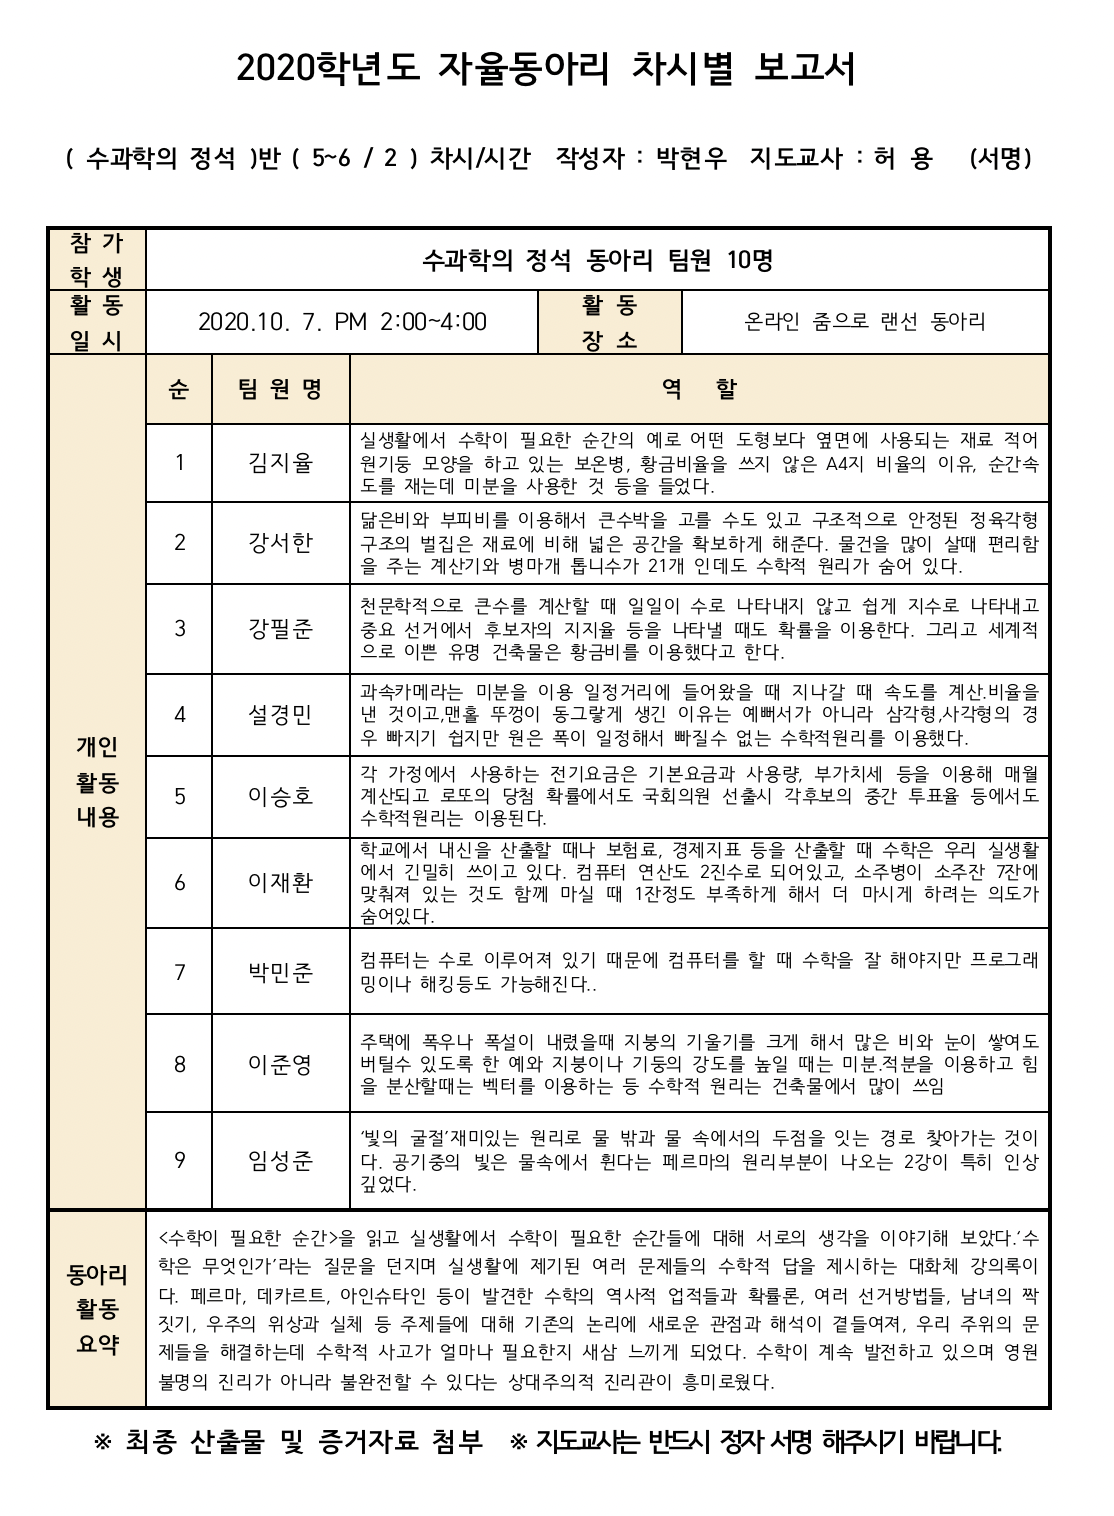 2020학년도 자율동아리 차시별 보고서
( 수과학의 정석 )반 ( 5~6 / 2 ) 차시/시간 작성자 : 박현우 지도교사 : 허 용 (서명)
참 가
학 생
수과학의 정석 동아리 팀원 10명
활 동
일 시
2020.10. 7. PM 2:00~4:00
활 동
장 소
온라인 줌으로 랜선 동아리
개인
활동
내용
순 팀 원 명 역 할
1 김지율
실생활에서 수학이 필요한 순간의 예로 어떤 도형보다 옆면에 사용되는 재료 적어
원기둥 모양을 하고 있는 보온병, 황금비율을 쓰지 않은 A4지 비율의 이유, 순간속
도를 재는데 미분을 사용한 것 등을 들었다.
2 강서한
닮은비와 부피비를 이용해서 큰수박을 고를 수도 있고 구조적으로 안정된 정육각형
구조의 벌집은 재료에 비해 넓은 공간을 확보하게 해준다. 물건을 많이 살때 편리함
을 주는 계산기와 병마개 톱니수가 21개 인데도 수학적 원리가 숨어 있다.
3 강필준
천문학적으로 큰수를 계산할 때 일일이 수로 나타내지 않고 쉽게 지수로 나타내고
중요 선거에서 후보자의 지지율 등을 나타낼 때도 확률을 이용한다. 그리고 세계적
으로 이쁜 유명 건축물은 황금비를 이용했다고 한다.
4 설경민
과속카메라는 미분을 이용 일정거리에 들어왔을 때 지나갈 때 속도를 계산.비율을
낸 것이고,맨홀 뚜껑이 동그랗게 생긴 이유는 예뻐서가 아니라 삼각형,사각형의 경
우 빠지기 쉽지만 원은 폭이 일정해서 빠질수 없는 수학적원리를 이용했다.
5 이승호
각 가정에서 사용하는 전기요금은 기본요금과 사용량, 부가치세 등을 이용해 매월
계산되고 로또의 당첨 확률에서도 국회의원 선출시 각후보의 중간 투표율 등에서도
수학적원리는 이용된다.
6 이재환
학교에서 내신을 산출할 때나 보험료, 경제지표 등을 산출할 때 수학은 우리 실생활
에서 긴밀히 쓰이고 있다. 컴퓨터 연산도 2진수로 되어있고, 소주병이 소주잔 7잔에
맞춰져 있는 것도 함께 마실 때 1잔정도 부족하게 해서 더 마시게 하려는 의도가
숨어있다.
7 박민준
컴퓨터는 수로 이루어져 있기 때문에 컴퓨터를 할 때 수학을 잘 해야지만 프로그래
밍이나 해킹등도 가능해진다..
8 이준영
주택에 폭우나 폭설이 내렸을때 지붕의 기울기를 크게 해서 많은 비와 눈이 쌓여도
버틸수 있도록 한 예와 지붕이나 기둥의 강도를 높일 때는 미분.적분을 이용하고 힘
을 분산할때는 벡터를 이용하는 등 수학적 원리는 건축물에서 많이 쓰임
9 임성준
‘빛의 굴절’재미있는 원리로 물 밖과 물 속에서의 두점을 잇는 경로 찾아가는 것이
다. 공기중의 빛은 물속에서 휜다는 페르마의 원리부분이 나오는 2강이 특히 인상
깊었다.
동아리
활동
요약
<수학이 필요한 순간>을 읽고 실생활에서 수학이 필요한 순간들에 대해 서로의 생각을 이야기해 보았다.‘수
학은 무엇인가’라는 질문을 던지며 실생활에 제기된 여러 문제들의 수학적 답을 제시하는 대화체 강의록이
다. 페르마, 데카르트, 아인슈타인 등이 발견한 수학의 역사적 업적들과 확률론, 여러 선거방법들, 남녀의 짝
짓기, 우주의 위상과 실체 등 주제들에 대해 기존의 논리에 새로운 관점과 해석이 곁들여져, 우리 주위의 문
제들을 해결하는데 수학적 사고가 얼마나 필요한지 새삼 느끼게 되었다. 수학이 계속 발전하고 있으며 영원
불명의 진리가 아니라 불완전할 수 있다는 상대주의적 진리관이 흥미로웠다.
※ 최종 산출물 및 증거자료 첨부 ※ 지도교사는 반드시 정자 서명 해주시기 바랍니다.